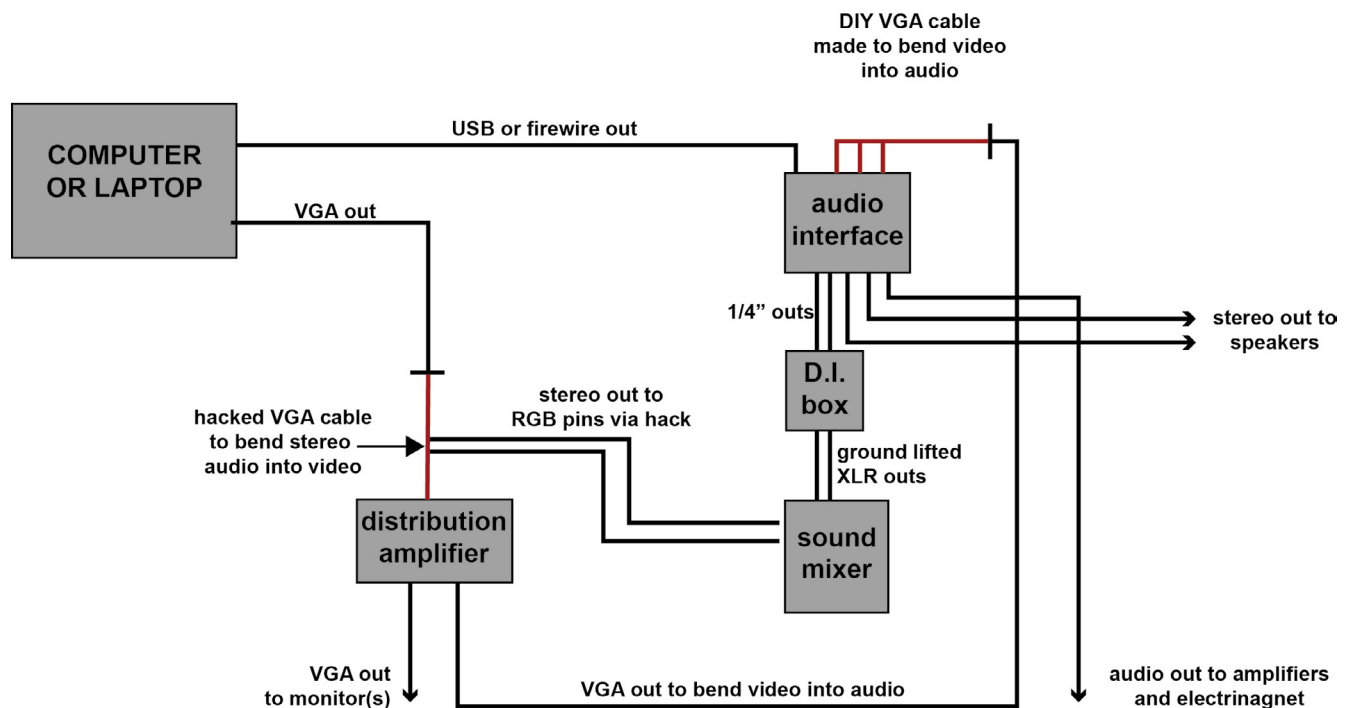 DIY VGA cable
made to bend video
into audio
COMPUTER
OR LAPTOP
USB or firewire out
VGA out
audio
interface
1/4” outs
stereo out to
speakers
D.I.
box
hacked VGA cable
to bend stereo
audio into video
stereo out to
RGB pins via hack
ground lifted
XLR outs
distribution
amplifier
sound
mixer
VGA out
to monitor(s)
VGA out to bend video into audio
audio out to amplifiers
and electrinagnet